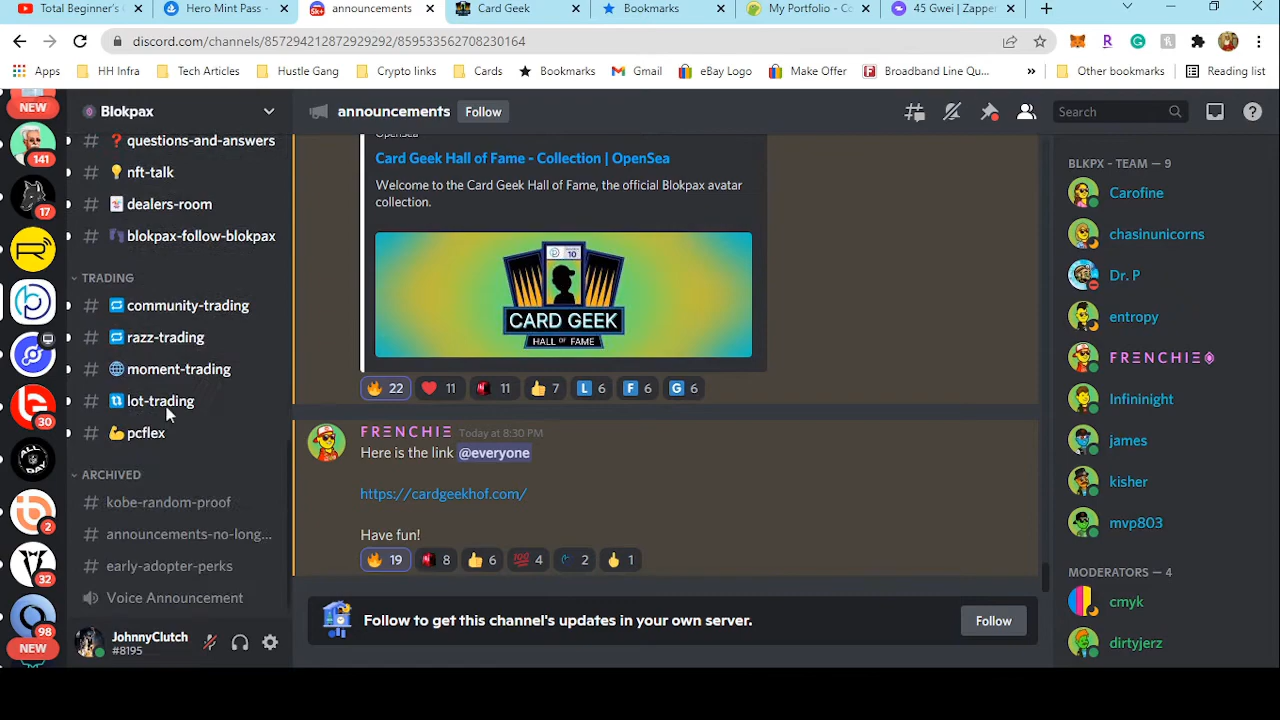 Total Beginner's
Hero Mint Pass -
5k+
announcements
Card Geek
Bookmarks
My Portfolio - Co
45 Gwei | Zapper
discord.com/channels/857294212872929292/859533562708230164
Apps
HH Infra
Tech Articles
Hustle Gang
Crypto links
Cards
Bookmarks
Gmail
eBay Logo
Make Offer
Broadband Line Qu...
»
Other bookmarks
Reading list
NEW
141
17
30
2
32
98
NEW
Blokpax
questions-and-answers
nft-talk
dealers-room
blokpax-follow-blokpax
TRADING
community-trading
razz-trading
moment-trading
lot-trading
pcflex
ARCHIVED
kobe-random-proof
announcements-no-long...
early-adopter-perks
Voice Announcement
JohnnyClutch
#8195
announcements
Follow
Search
OpenSea
Card Geek Hall of Fame - Collection | OpenSea
Welcome to the Card Geek Hall of Fame, the official Blokpax avatar
collection.
10
CARD GEEK
HALL OF FAME
22
11
11
7
L 6
F 6
G 6
FRENCHIE Today at 8:30 PM
Here is the link @everyone
https://cardgeekhof.com/
Have fun!
19
8
6
100 4
2
1
Follow to get this channel's updates in your own server.
Follow
BLKPX - TEAM — 9
Carofine
chasinunicorns
Dr. P
entropy
FRENCHIE
Infininight
james
kisher
mvp803
MODERATORS — 4
cmyk
dirtyjerz